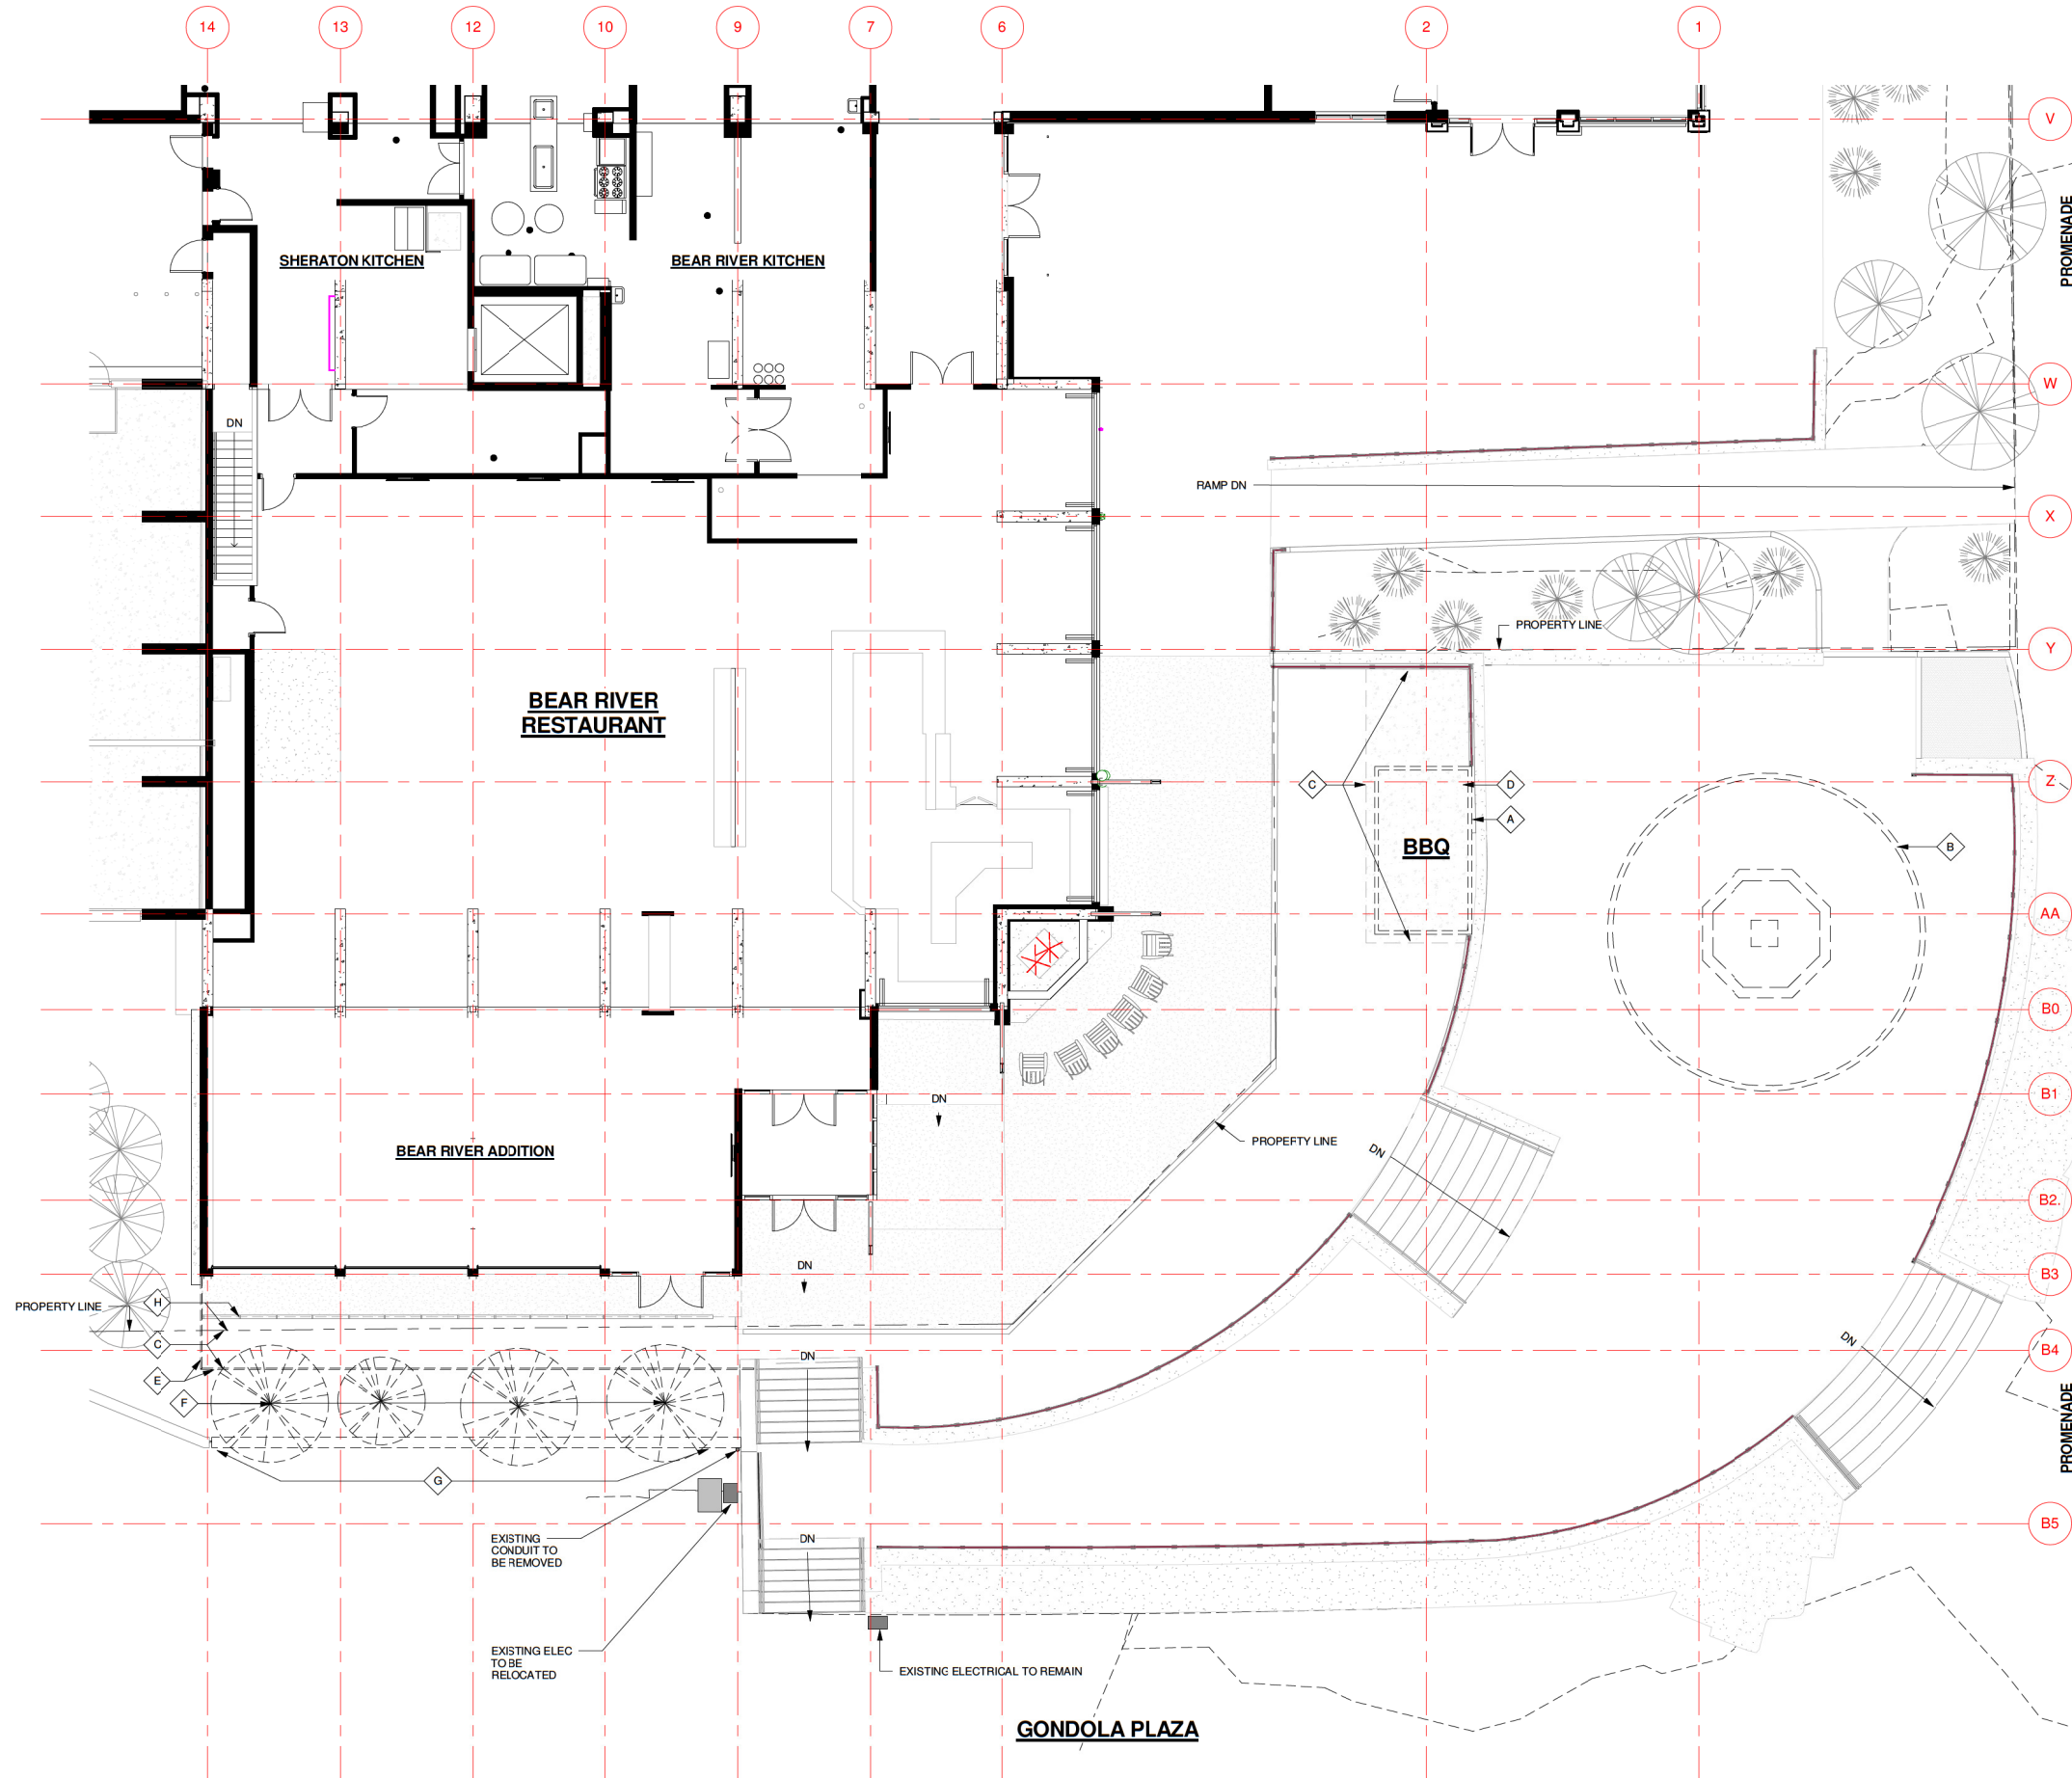 14 13 12 10 9 7 6 2 1
V
PROMENADE
SHERATON KITCHEN
BEAR RIVER KITCHEN
W
DN
RAMP DN
X
PROPERTY LINE
Y
BEAR RIVER
RESTAURANT
Z
C
D
A
BBQ
B
AA
B0
DN
B1
PROPERTY LINE
DN
BEAR RIVER ADDITION
B2.
DN
B3
PROPERTY LINE
H
C
DN
B4
DN
E
F
PROMENADE
G
B5
EXISTING
CONDUIT TO
BE REMOVED
DN
EXISTING ELEC
TO BE
RELOCATED
EXISTING ELECTRICAL TO REMAIN
GONDOLA PLAZA